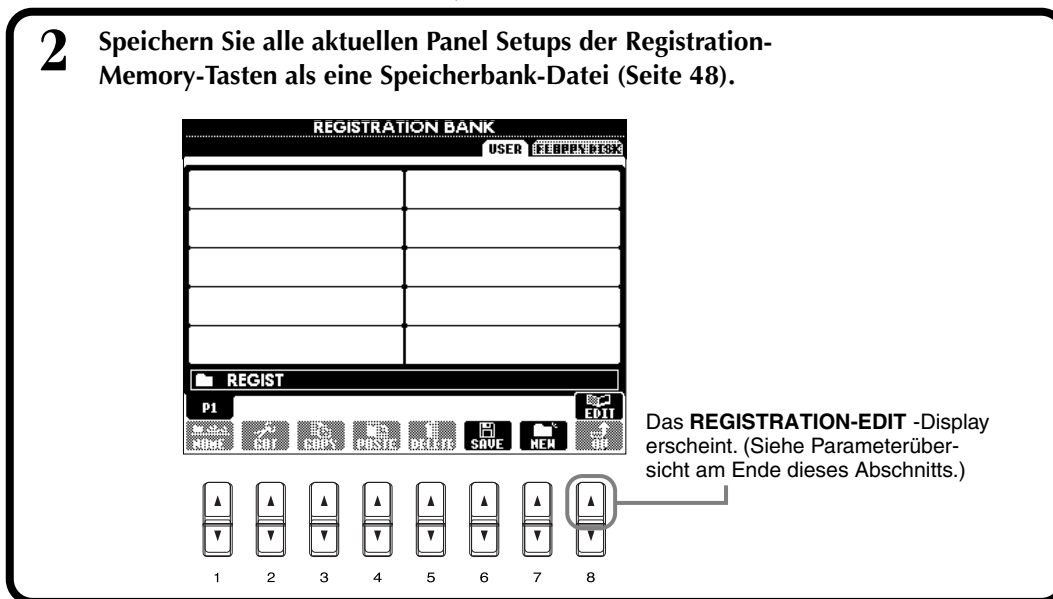 2 Speichern Sie alle aktuellen Panel Setups der Registration-
Memory-Tasten als eine Speicherbank-Datei (Seite 48).
REGISTRATION BANK
USER FLOPPY DISK
REGIST
P1
EDIT
NAME CUT COPY PASTE DELETE SAVE NEW UP
Das REGISTRATION-EDIT -Display
erscheint. (Siehe Parameterüber-
sicht am Ende dieses Abschnitts.)
1 2 3 4 5 6 7 8